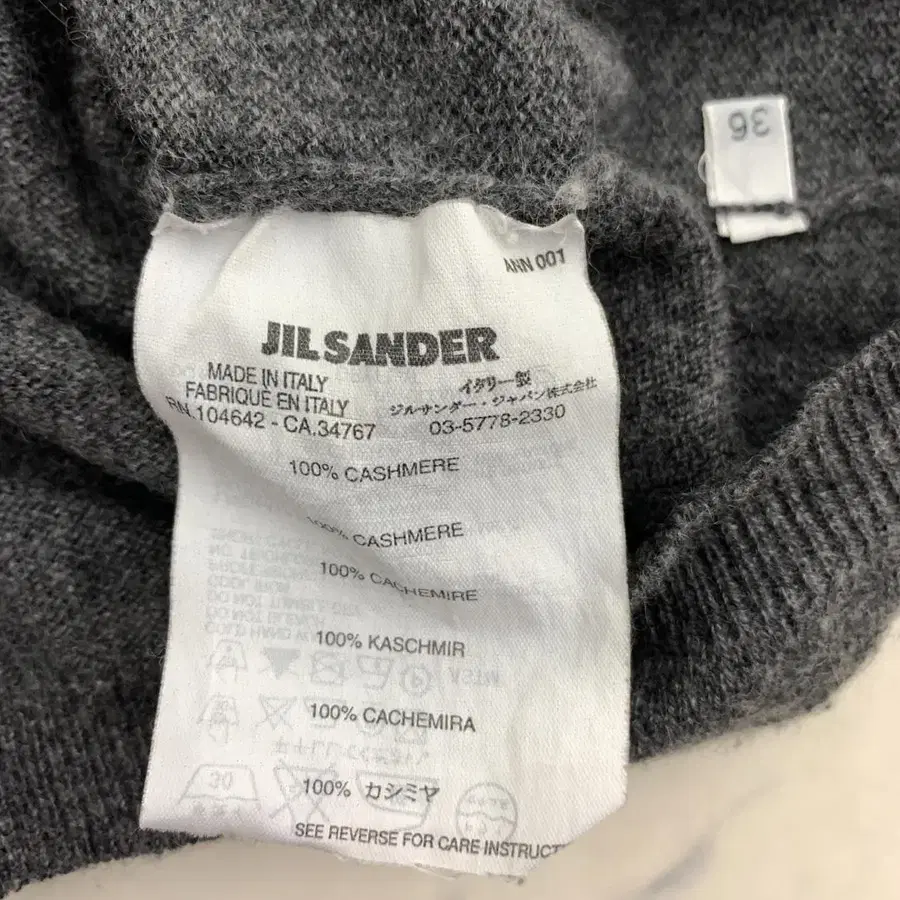 36
ANN 001
JIL SANDER
MADE IN ITALY
FABRIQUÉ EN ITALY
RN.104642 - CA.34767
イタリー製
ジルサンダー・ジャパン株式会社
03-5778-2330
100% CASHMERE
100% CASHMERE
100% CACHEMIRE
100% KASCHMIR
100% CACHEMIRA
100% カシミヤ
SEE REVERSE FOR CARE INSTRUCT
30